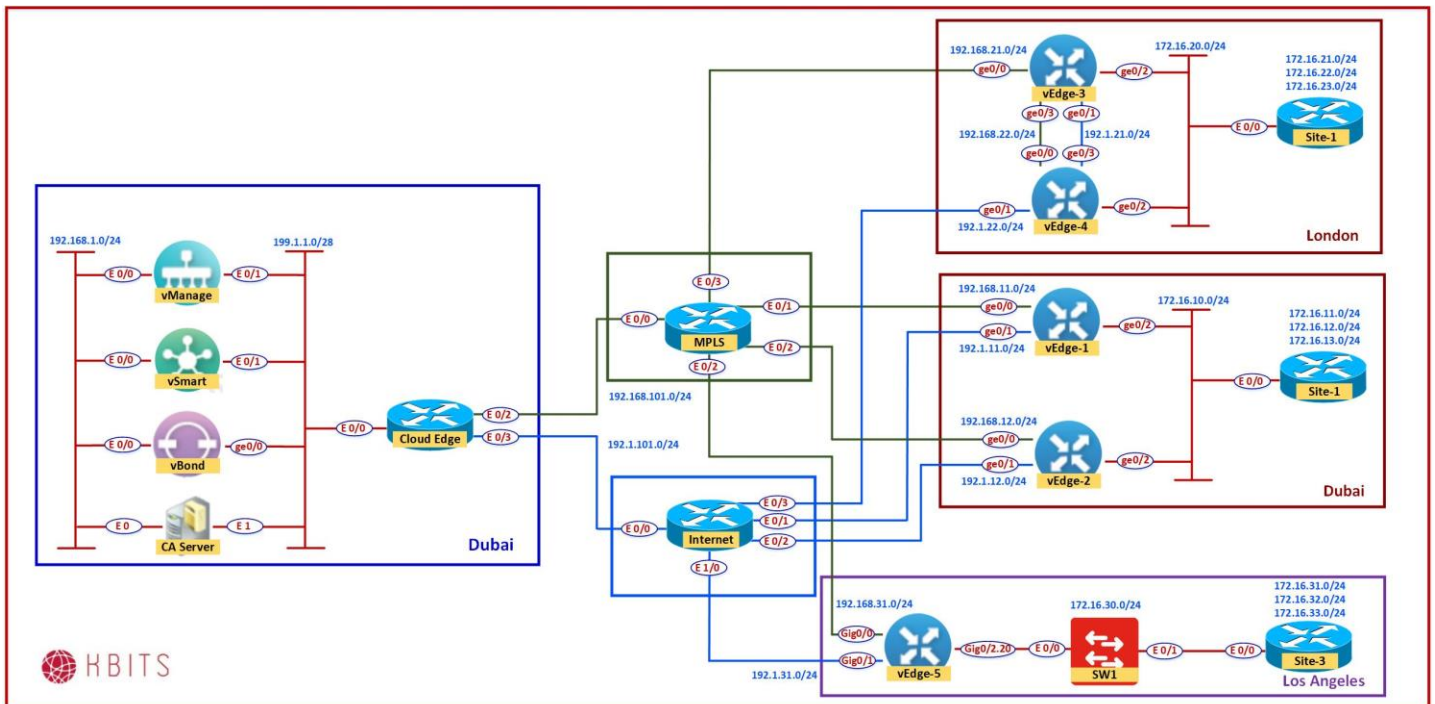 192.168.1.0/24
199.1.1.0/28
E 0/0
vManage
E 0/1
E 0/0
vSmart
E 0/1
E 0/0
vBond
ge0/0
E 0
CA Server
E 1
E 0/0
Cloud Edge
E 0/2
E 0/3
Dubai
192.168.101.0/24
192.1.101.0/24
E 0/3
E 0/0
MPLS
E 0/1
E 0/2
E 0/2
E 0/0
Internet
E 0/3
E 0/1
E 0/2
E 1/0
192.168.21.0/24
ge0/0
vEdge-3
ge0/2
172.16.20.0/24
172.16.21.0/24
172.16.22.0/24
172.16.23.0/24
ge0/3
ge0/1
192.168.22.0/24
192.1.21.0/24
ge0/0
ge0/3
E 0/0
Site-1
ge0/1
192.1.22.0/24
vEdge-4
ge0/2
London
192.168.11.0/24
ge0/0
ge0/1
192.1.11.0/24
vEdge-1
ge0/2
172.16.10.0/24
172.16.11.0/24
172.16.12.0/24
172.16.13.0/24
E 0/0
Site-1
192.168.12.0/24
ge0/0
ge0/1
192.1.12.0/24
vEdge-2
ge0/2
Dubai
192.168.31.0/24
Gig0/0
Gig0/1
192.1.31.0/24
vEdge-5
Gig0/2.20
172.16.30.0/24
E 0/0
SW1
E 0/1
172.16.31.0/24
172.16.32.0/24
172.16.33.0/24
E 0/0
Site-3
Los Angeles
KBITS